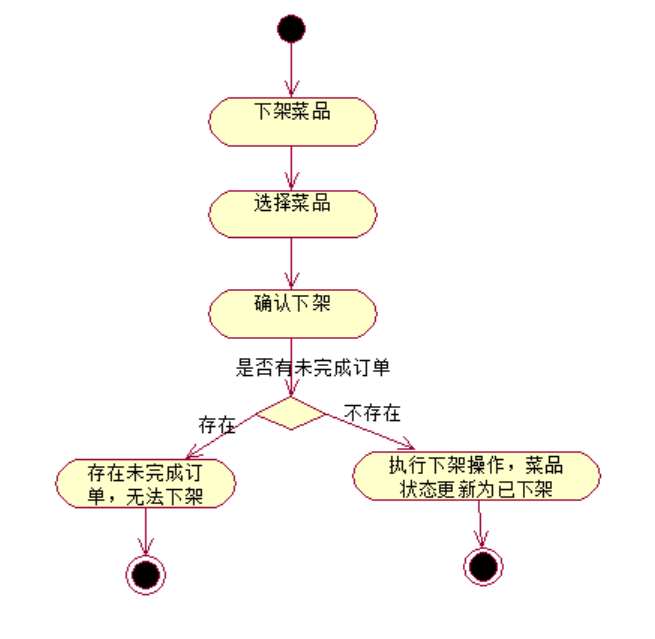 下架菜品
选择菜品
确认下架
是否有未完成订单
存在
不存在
存在未完成订
单，无法下架
执行下架操作，菜品
状态更新为已下架